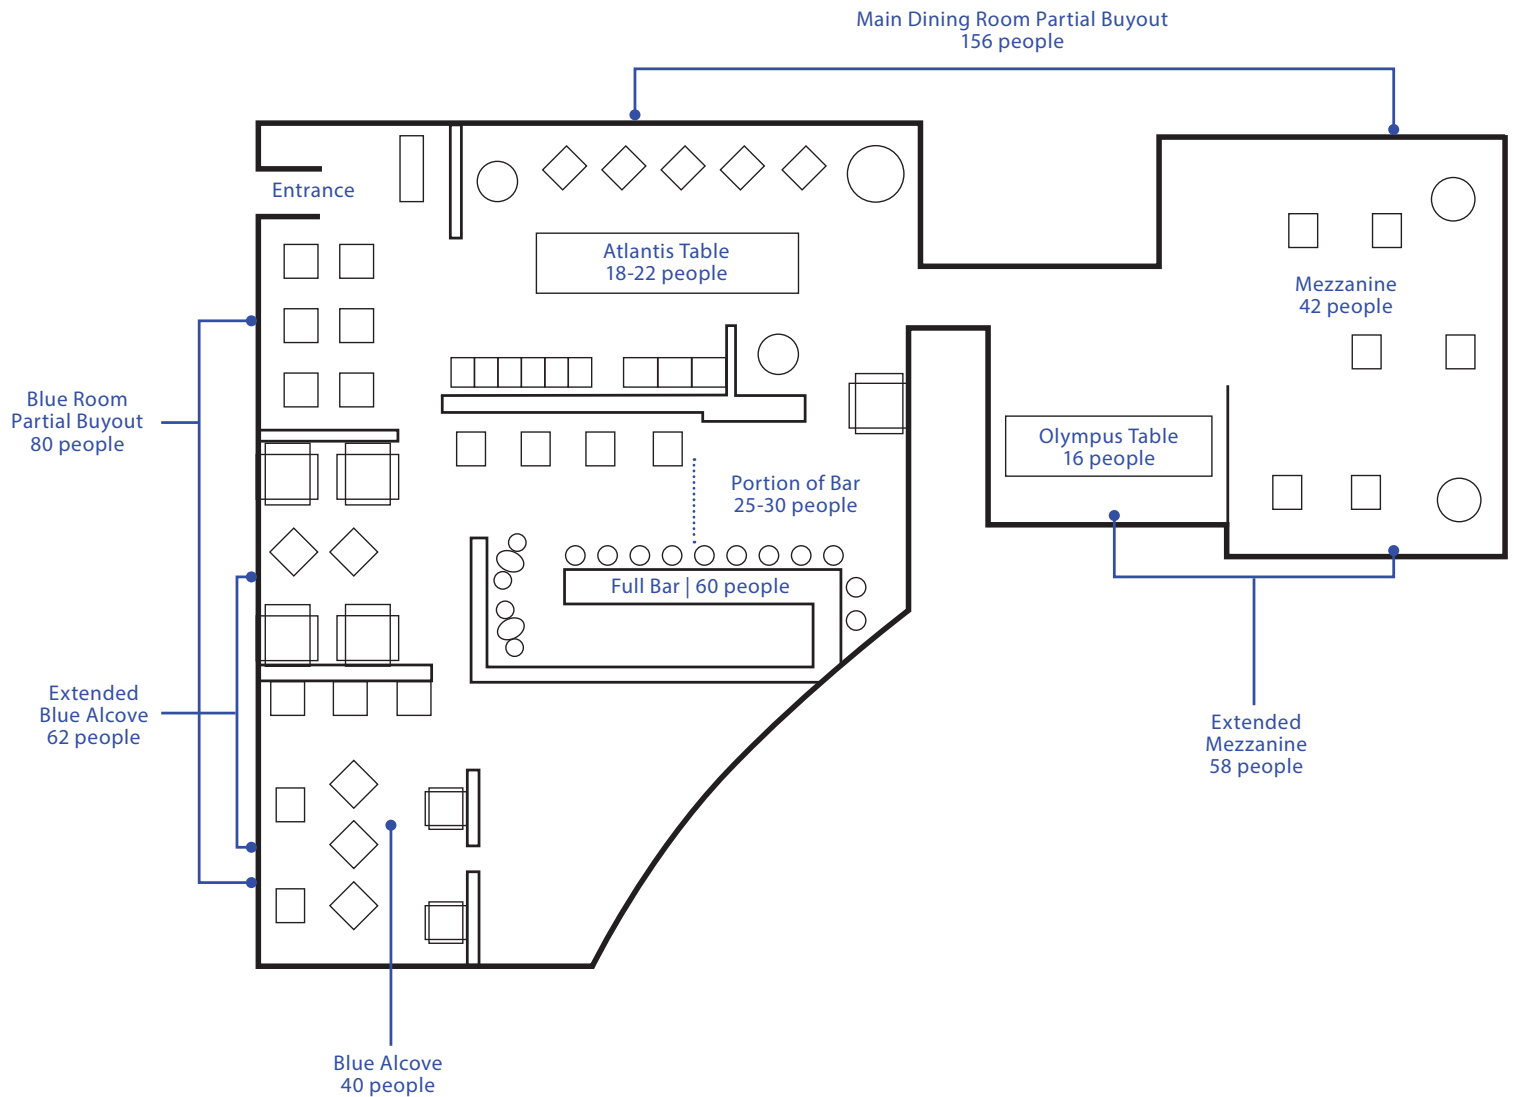 Main Dining Room Partial Buyout
156 people
Entrance
Atlantis Table
18-22 people
Mezzanine
42 people
Blue Room
Partial Buyout
80 people
Olympus Table
16 people
Portion of Bar
25-30 people
Full Bar | 60 people
Extended
Blue Alcove
62 people
Extended
Mezzanine
58 people
Blue Alcove
40 people